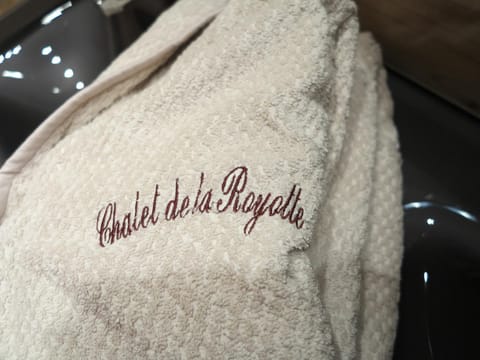 Chalet de la Royotte